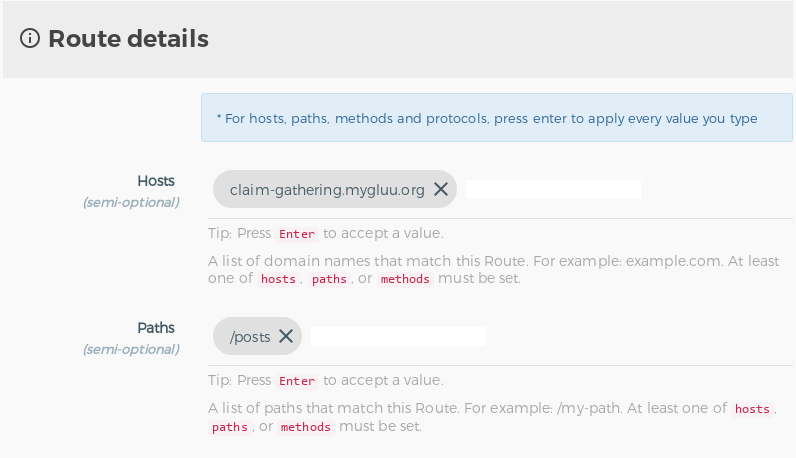 Route details
* For hosts, paths, methods and protocols, press enter to apply every value you type
Hosts
(semi-optional)
claim-gathering.mygluu.org
Tip: Press Enter to accept a value.
A list of domain names that match this Route. For example: example.com. At least
one of hosts, paths, or methods must be set.
Paths
(semi-optional)
/posts
Tip: Press Enter to accept a value.
A list of paths that match this Route. For example: /my-path. At least one of hosts,
paths, or methods must be set.